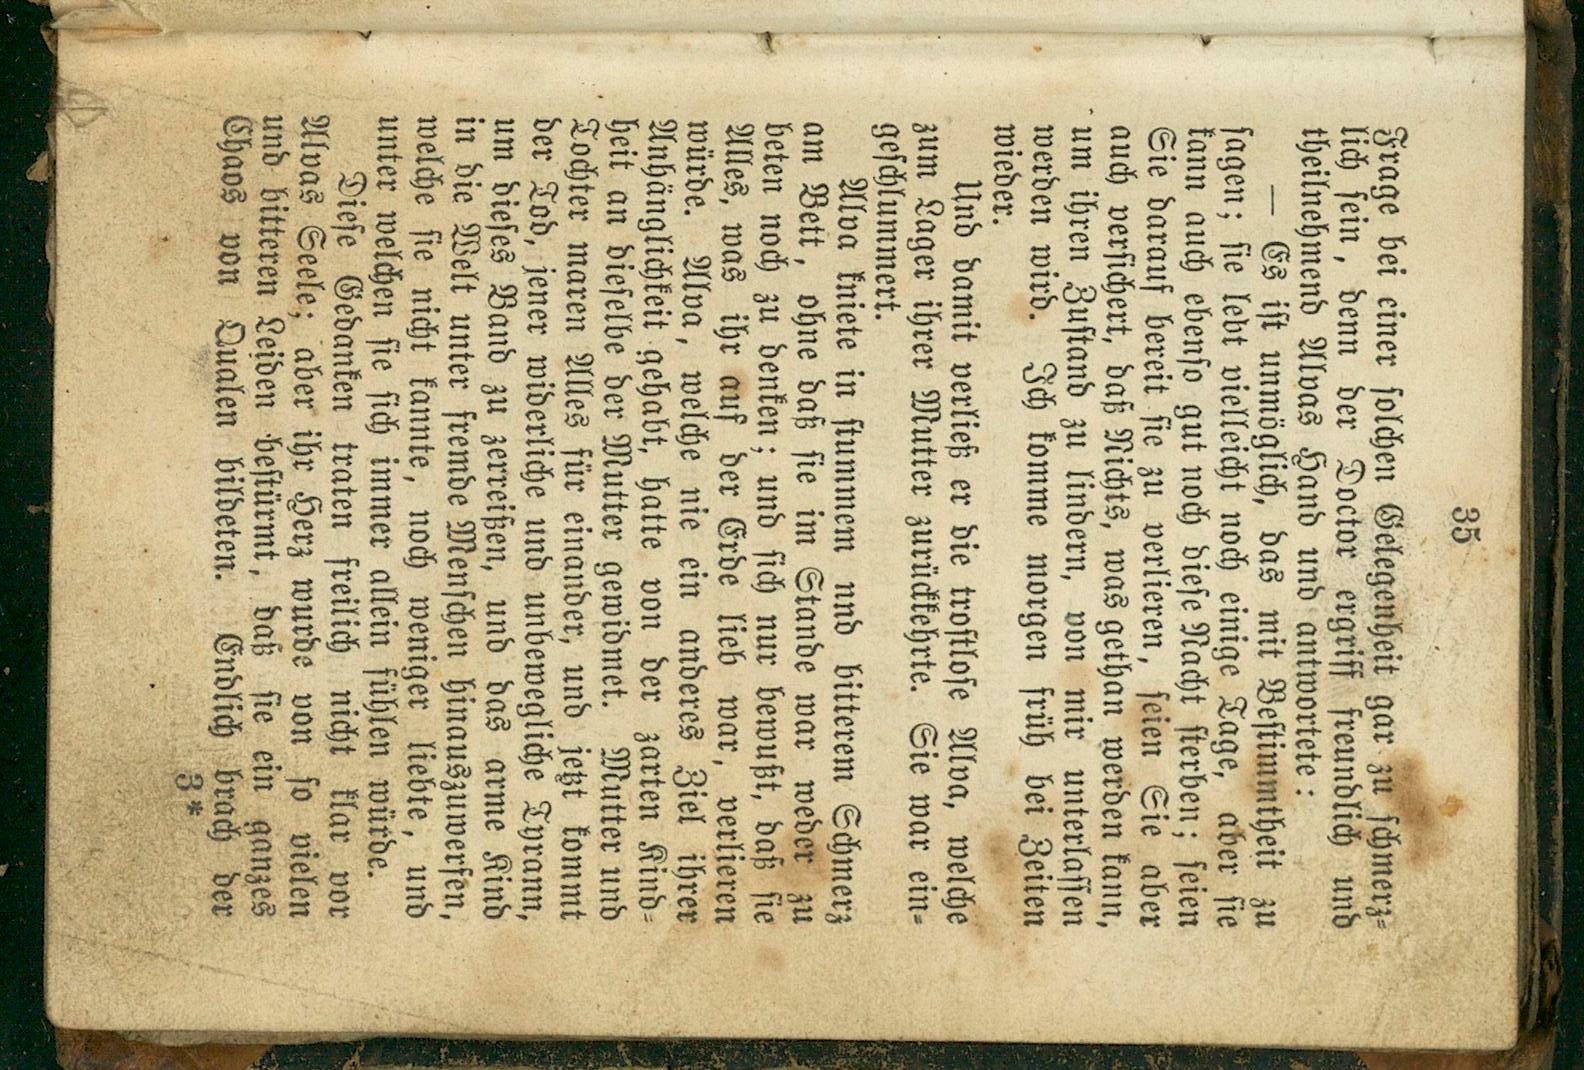 35
Frage bei einer solchen Gelegenheit gar zu schmerz-
lich sein, denn der Doctor ergriff freundlich und
theilnehmend Alvas Hand und antwortete:
— Es ist unmöglich, das mit Bestimmtheit zu
sagen; sie lebt vielleicht noch einige Tage, aber sie
kann auch ebenso gut noch diese Nacht sterben; seien
Sie darauf bereit sie zu verlieren, seien Sie aber
auch versichert, daß Nichts, was gethan werden kann,
um ihren Zustand zu lindern, von mir unterlassen
werden wird. Ich komme morgen früh bei Zeiten
wieder.
Und damit verließ er die trostlose Alva, welche
zum Lager ihrer Mutter zurückkehrte. Sie war ein-
geschlummert.
Alva kniete in stummem nnd bitterem Schmerz
am Bett, ohne daß sie im Stande war weder zu
beten noch zu denken; und sich nur bewußt, daß sie
Alles, was ihr auf der Erde lieb war, verlieren
würde. Alva, welche nie ein anderes Ziel ihrer
Anhänglichkeit gehabt, hatte von der zarten Kind-
heit an dieselbe der Mutter gewidmet. Mutter und
Tochter maren Alles für einander, und jetzt kommt
der Tod, jener widerliche und unbewegliche Tyrann,
um dieses Band zu zerreißen, und das arme Kind
in die Welt unter fremde Menschen hinauszuwerfen,
welche sie nicht kannte, noch weniger liebte, und
unter welchen sie sich immer allein fühlen würde.
Diese Gedanken traten freilich nicht klar vor
Alvas Seele; aber ihr Herz wurde von so vielen
und bitteren Leiden bestürmt, daß sie ein ganzes
Chaos von Qualen bildeten. Endlich brach der
3*